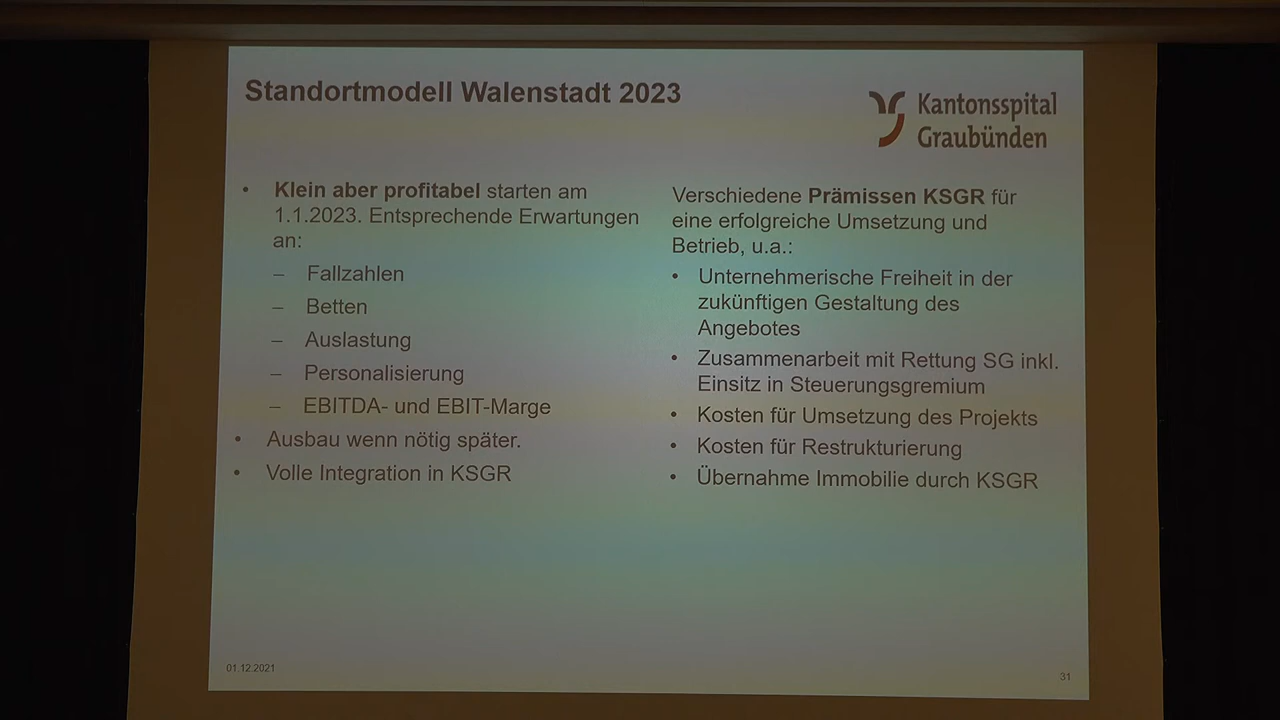 Standortmodell Walenstadt 2023
Kantonsspital
Graubünden
• Klein aber profitabel starten am
1.1.2023. Entsprechende Erwartungen
an:
– Fallzahlen
– Betten
– Auslastung
– Personalisierung
– EBITDA- und EBIT-Marge
• Ausbau wenn nötig später.
• Volle Integration in KSGR
Verschiedene Prämissen KSGR für
eine erfolgreiche Umsetzung und
Betrieb, u.a.:
• Unternehmerische Freiheit in der
zukünftigen Gestaltung des
Angebotes
• Zusammenarbeit mit Rettung SG inkl.
Einsitz in Steuerungsgremium
• Kosten für Umsetzung des Projekts
• Kosten für Restrukturierung
• Übernahme Immobilie durch KSGR
01.12.2021
31